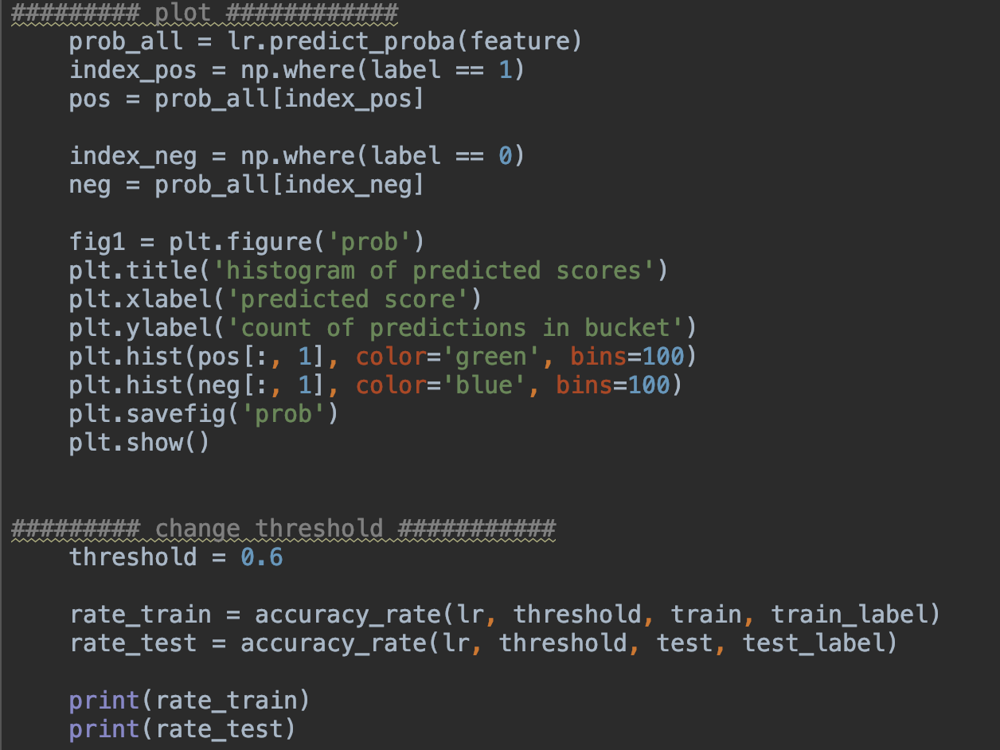 ######### plot ############
    prob_all = lr.predict_proba(feature)
    index_pos = np.where(label == 1)
    pos = prob_all[index_pos]

    index_neg = np.where(label == 0)
    neg = prob_all[index_neg]

    fig1 = plt.figure('prob')
    plt.title('histogram of predicted scores')
    plt.xlabel('predicted score')
    plt.ylabel('count of predictions in bucket')
    plt.hist(pos[:, 1], color='green', bins=100)
    plt.hist(neg[:, 1], color='blue', bins=100)
    plt.savefig('prob')
    plt.show()

######### change threshold ###########
    threshold = 0.6

    rate_train = accuracy_rate(lr, threshold, train, train_label)
    rate_test = accuracy_rate(lr, threshold, test, test_label)

    print(rate_train)
    print(rate_test)